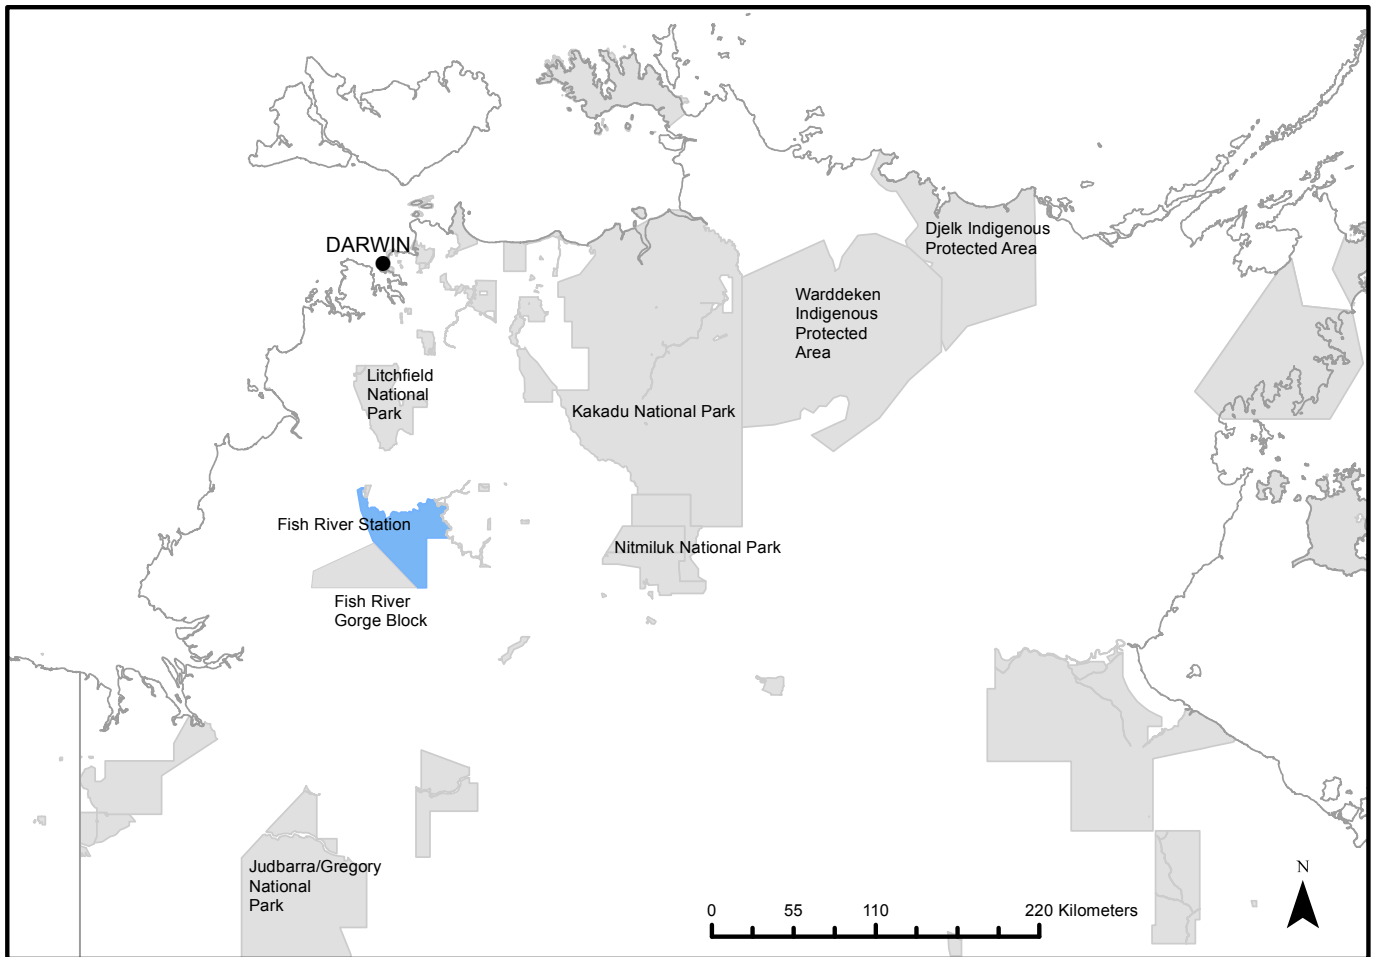 DARWIN
Djelk Indigenous
Protected Area
Warddeken
Indigenous
Protected
Area
Litchfield
National
Park
Kakadu National Park
Fish River Station
Nitmiluk National Park
Fish River
Gorge Block
Judbarra/Gregory
National
Park
N
0 55 110 220 Kilometers